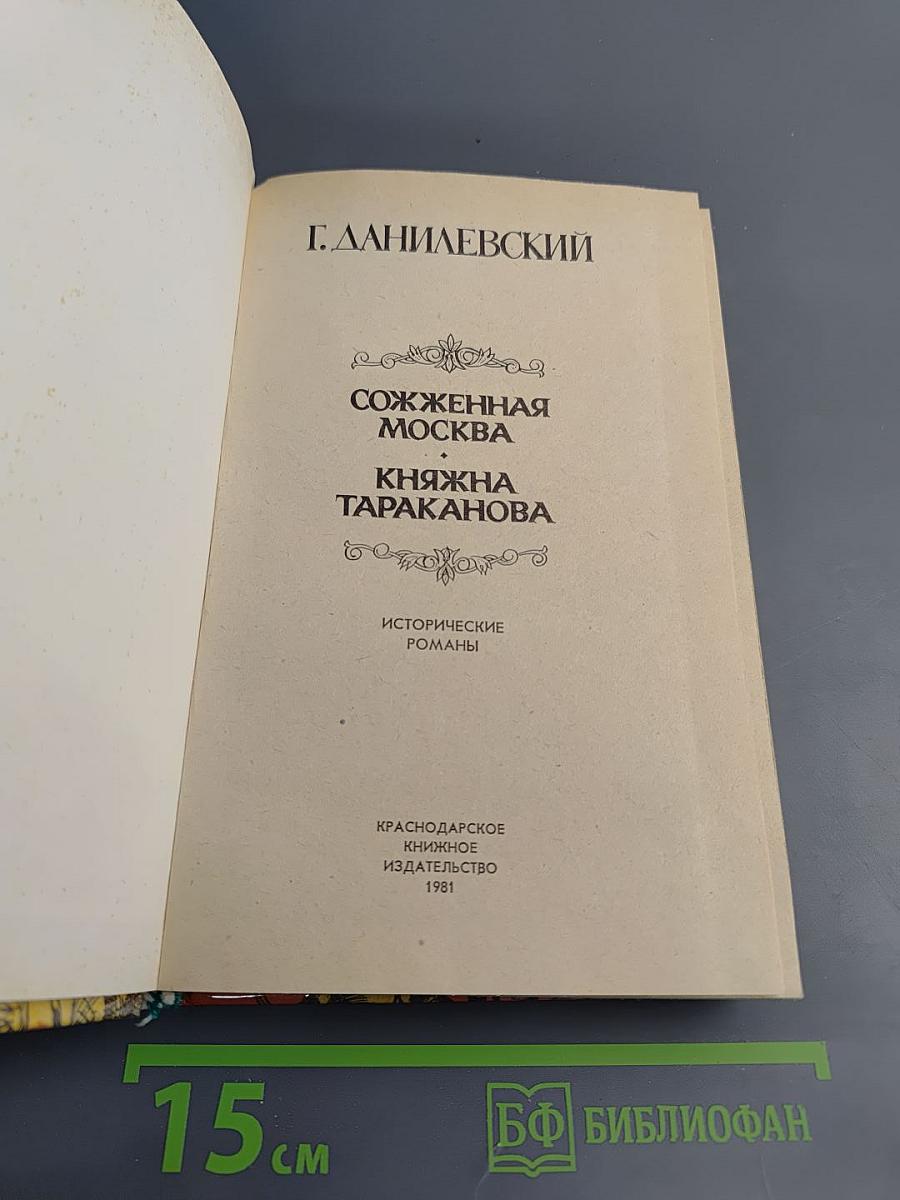 Г. ДАНИЛЕВСКИЙ
СОЖЖЕННАЯ
МОСКВА
КНЯЖНА
ТАРАКАНОВА
ИСТОРИЧЕСКИЕ
РОМАНЫ
КРАСНОДАРСКОЕ
КНИЖНОЕ
ИЗДАТЕЛЬСТВО
1981
15 см
БФ БИБЛИОФАН